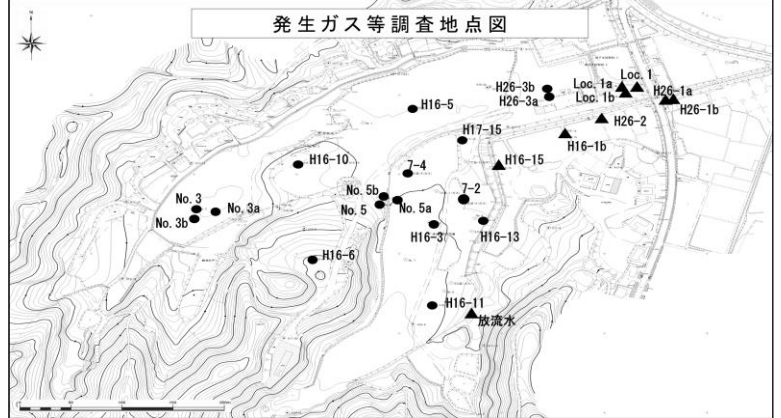 発生ガス等調査地点図
Loc. 1a
Loc. 1
H26-3b
H26-3a
Loc. 1b
H26-1a
H26-1b
H16-5
H26-2
H17-15
H16-1b
H16-10
7-4
H16-15
No. 5b
7-2
No. 3
No. 3a
No. 5
No. 5a
No. 3b
H16-3
H16-13
H16-6
H16-11
放流水